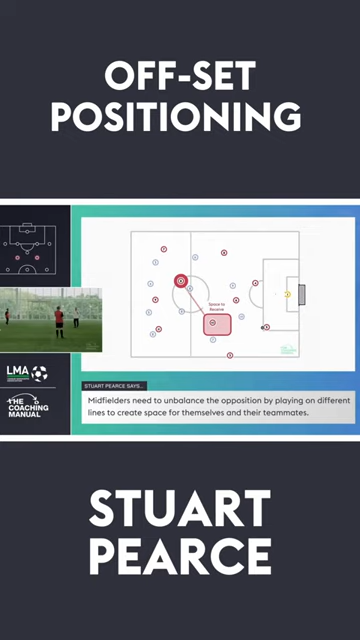 OFF-SET
POSITIONING
Space to
Receive
LMA
STUART PEARCE SAYS...
THE
COACHING
MANUAL
Midfielders need to unbalance the opposition by playing on different
lines to create space for themselves and their teammates.
STUART
PEARCE